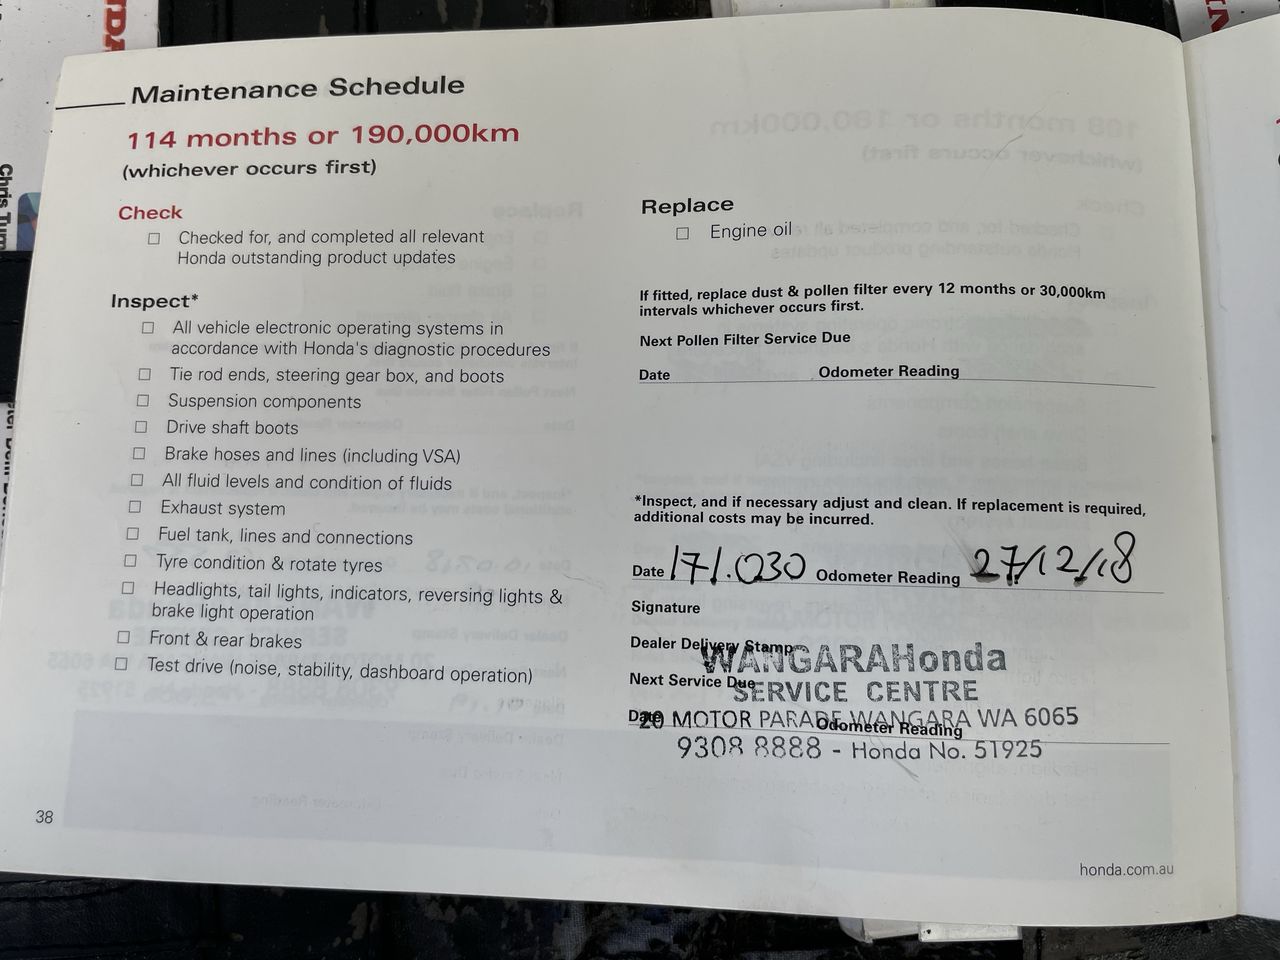 Maintenance Schedule
114 months or 190,000km
(whichever occurs first)
Check
☐ Checked for, and completed all relevant
Honda outstanding product updates
Inspect*
☐ All vehicle electronic operating systems in
accordance with Honda's diagnostic procedures
☐ Tie rod ends, steering gear box, and boots
☐ Suspension components
☐ Drive shaft boots
☐ Brake hoses and lines (including VSA)
☐ All fluid levels and condition of fluids
☐ Exhaust system
☐ Fuel tank, lines and connections
☐ Tyre condition & rotate tyres
☐ Headlights, tail lights, indicators, reversing lights &
brake light operation
☐ Front & rear brakes
☐ Test drive (noise, stability, dashboard operation)
38
Replace
☐ Engine oil
If fitted, replace dust & pollen filter every 12 months or 30,000km
intervals whichever occurs first.
Next Pollen Filter Service Due
Date Odometer Reading
*Inspect, and if necessary adjust and clean. If replacement is required,
additional costs may be incurred.
Date 171.030 Odometer Reading 27/12/18
Signature
Dealer Delivery Stamp
WANGARA Honda
Next Service Due
SERVICE CENTRE
Date Odometer Reading
20 MOTOR PARADE WANGARA WA 6065
9308 8888 - Honda No. 51925
honda.com.au